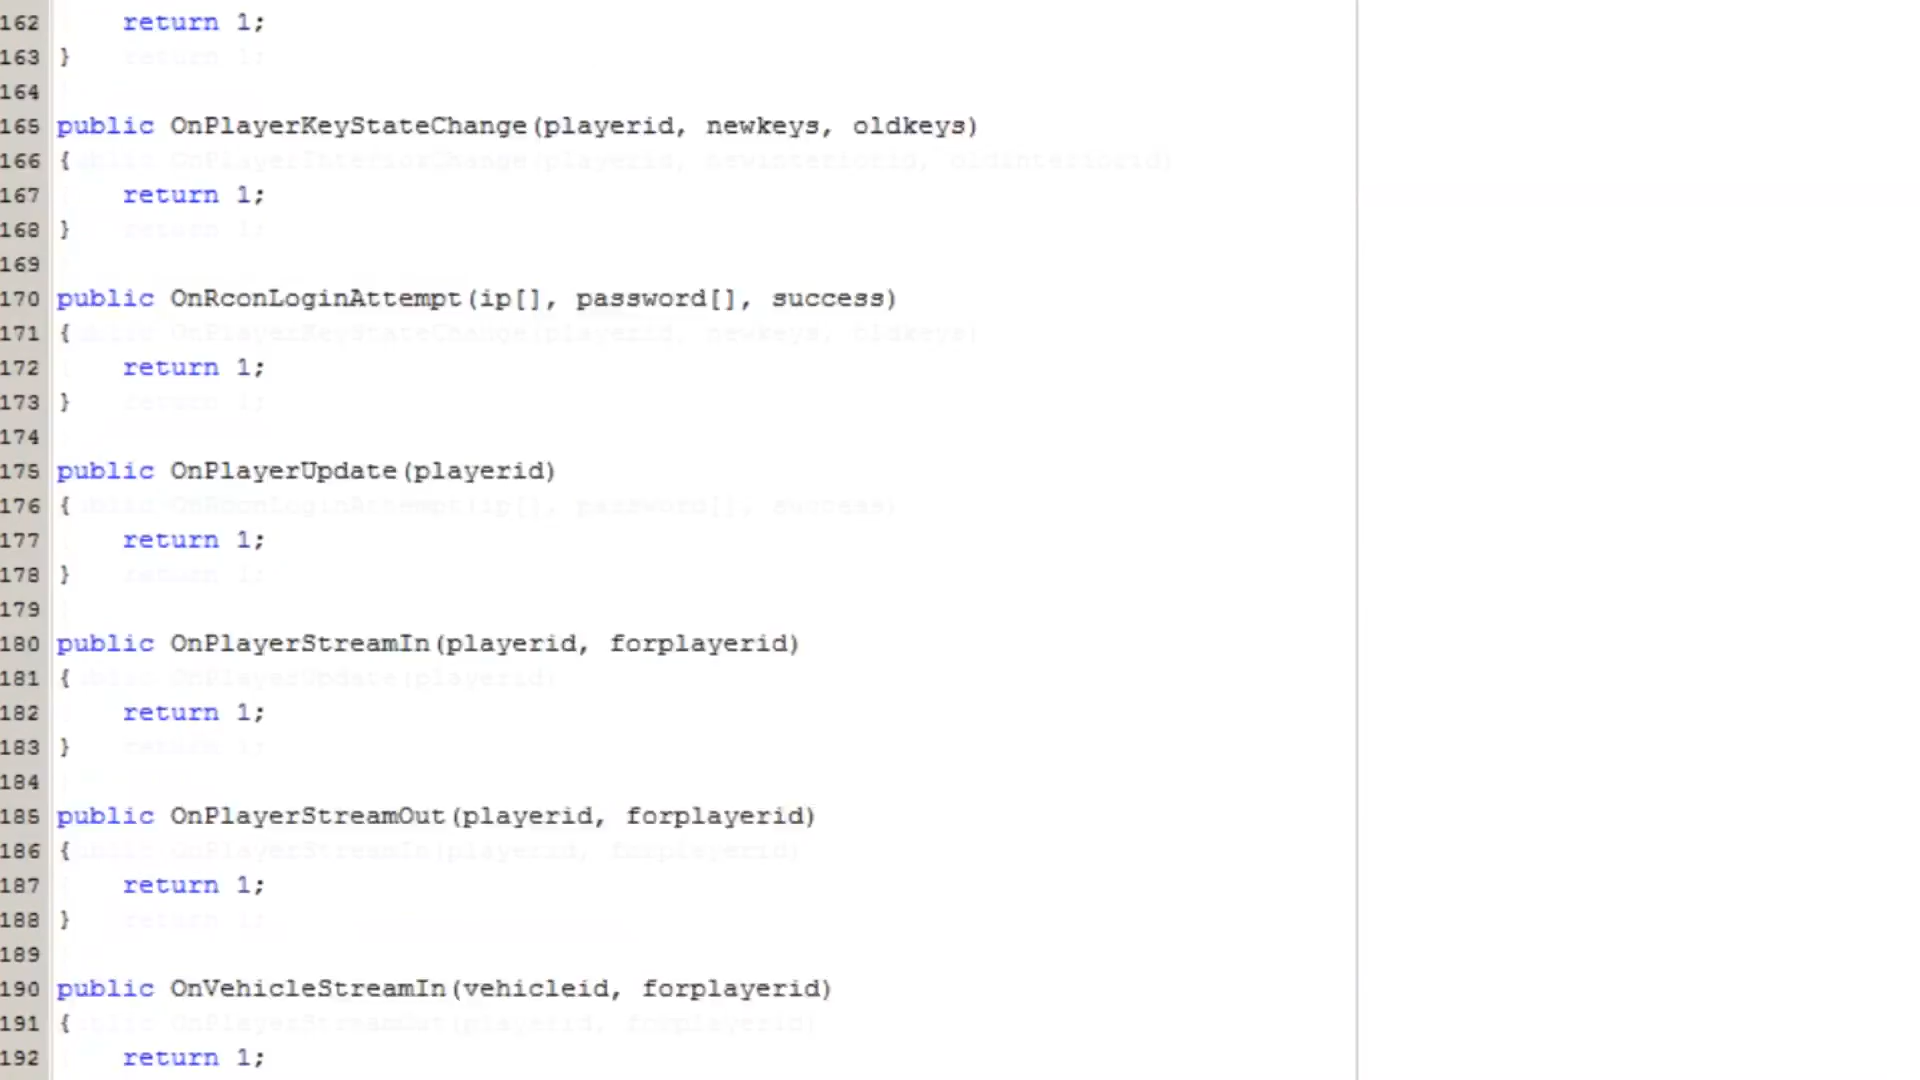 162 return 1;
163 }
164
165 public OnPlayerKeyStateChange(playerid, newkeys, oldkeys)
166 {
167 return 1;
168 }
169
170 public OnRconLoginAttempt(ip[], password[], success)
171 {
172 return 1;
173 }
174
175 public OnPlayerUpdate(playerid)
176 {
177 return 1;
178 }
179
180 public OnPlayerStreamIn(playerid, forplayerid)
181 {
182 return 1;
183 }
184
185 public OnPlayerStreamOut(playerid, forplayerid)
186 {
187 return 1;
188 }
189
190 public OnVehicleStreamIn(vehicleid, forplayerid)
191 {
192 return 1;